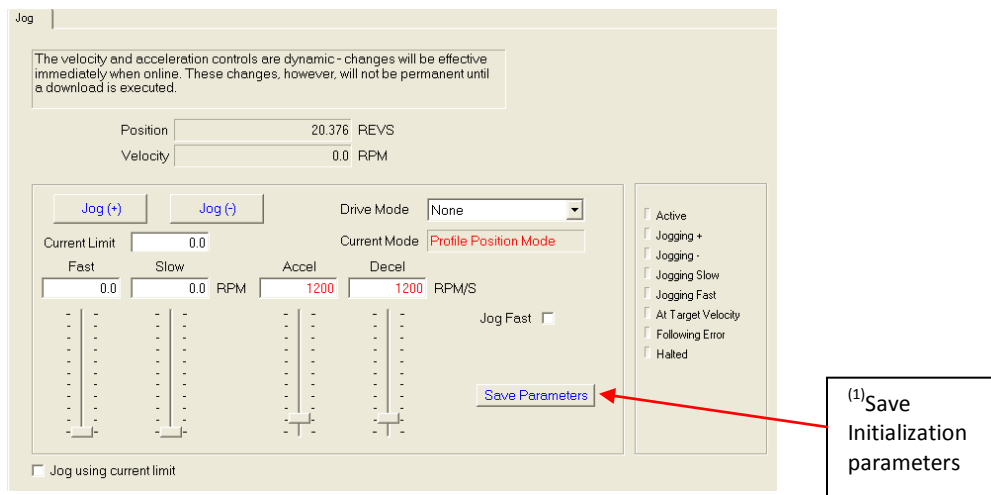 Jog
The velocity and acceleration controls are dynamic - changes will be effective
immediately when online. These changes, however, will not be permanent until
a download is executed.
Position 20.376 REVS
Velocity 0.0 RPM
Jog (+) Jog (-) Drive Mode None
Current Limit 0.0 Current Mode Profile Position Mode
Fast Slow Accel Decel
0.0 0.0 RPM 1200 1200 RPM/S
Jog Fast
Save Parameters
Jog using current limit
Active
Jogging +
Jogging -
Jogging Slow
Jogging Fast
At Target Velocity
Following Error
Halted
(1)Save
Initialization
parameters